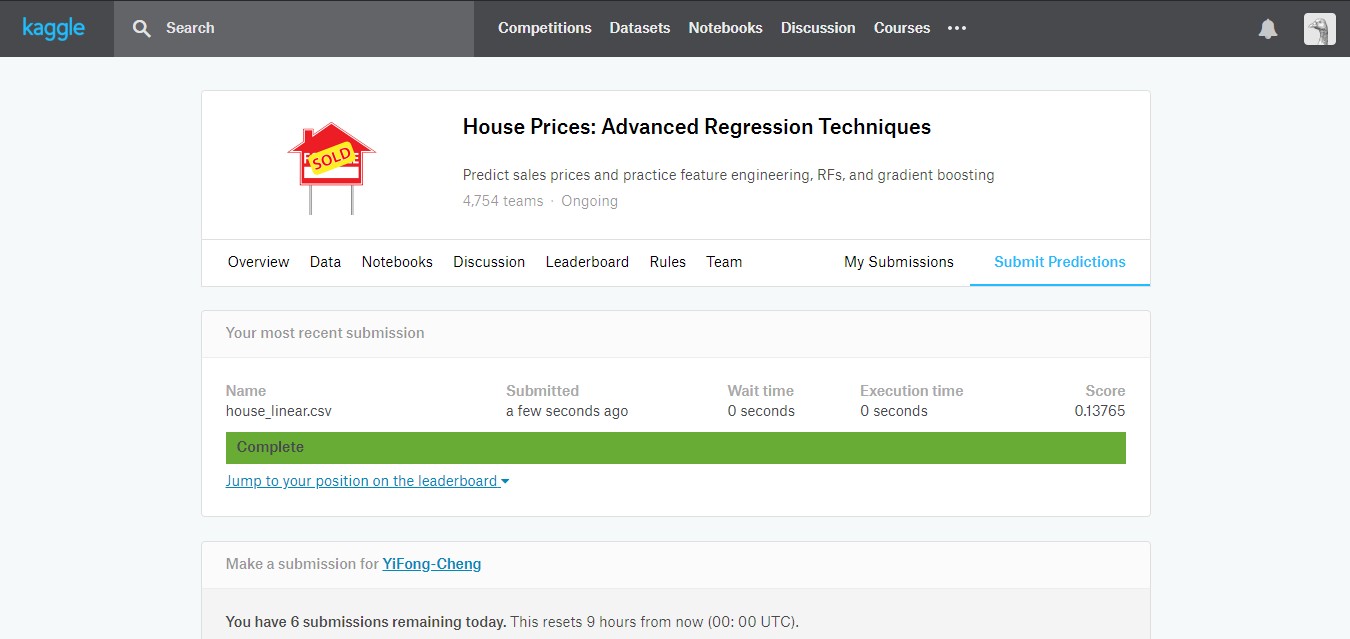 kaggle
Search
Competitions Datasets Notebooks Discussion Courses •••
SOLD
House Prices: Advanced Regression Techniques
Predict sales prices and practice feature engineering, RFs, and gradient boosting
4,754 teams · Ongoing
Overview Data Notebooks Discussion Leaderboard Rules Team My Submissions Submit Predictions
Your most recent submission
Name Submitted Wait time Execution time Score
house_linear.csv a few seconds ago 0 seconds 0 seconds 0.13765
Complete
Jump to your position on the leaderboard
Make a submission for YiFong-Cheng
You have 6 submissions remaining today. This resets 9 hours from now (00: 00 UTC).